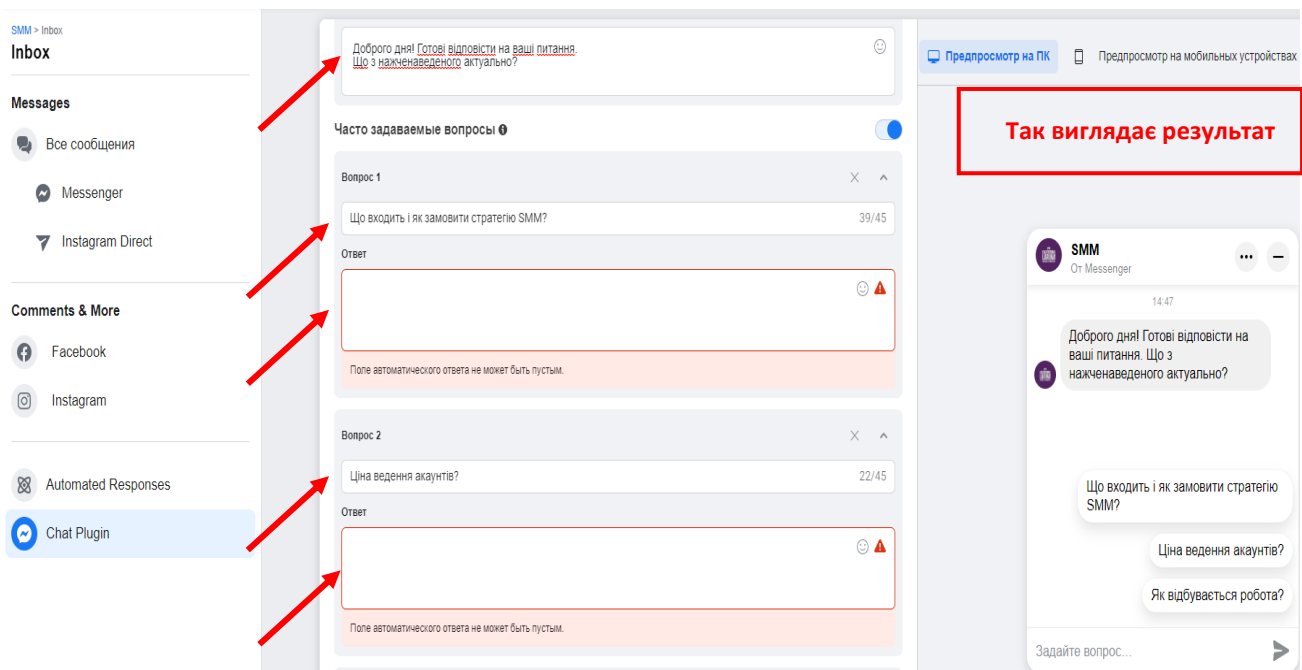 SMM > Inbox
Inbox
Messages
Все сообщения
Messenger
Instagram Direct
Comments & More
Facebook
Instagram
Automated Responses
Chat Plugin
Доброго дня! Готові відповісти на ваші питання.
Що з нажченаведеного актуально?
Часто задаваемые вопросы
Вопрос 1
Що входить і як замовити стратегію SMM?
39/45
Ответ
Поле автоматического ответа не может быть пустым.
Вопрос 2
Ціна ведення акаунтів?
22/45
Ответ
Поле автоматического ответа не может быть пустым.
Предпросмотр на ПК
Предпросмотр на мобильных устройствах
Так виглядає результат
SMM
От Messenger
14:47
Доброго дня! Готові відповісти на
ваші питання. Що з
нажченаведеного актуально?
Що входить і як замовити стратегію
SMM?
Ціна ведення акаунтів?
Як відбувається робота?
Задайте вопрос...